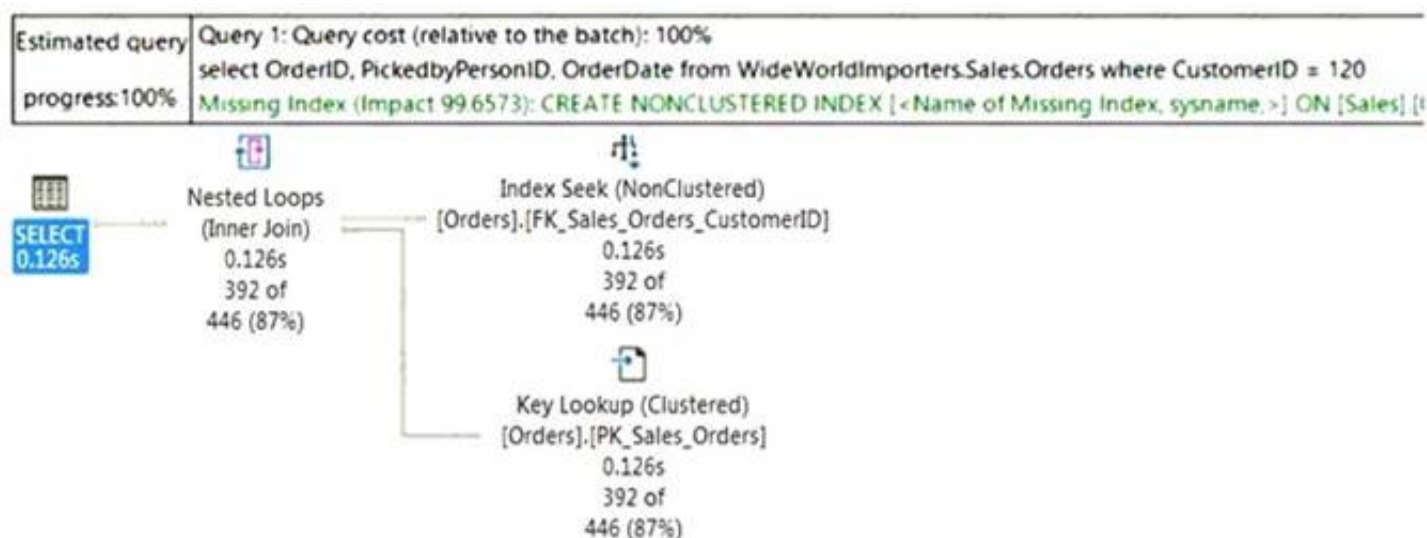 Estimated query
progress:100%
Query 1: Query cost (relative to the batch): 100%
select OrderID, PickedbyPersonID, OrderDate from WideWorldImporters.Sales.Orders where CustomerID = 120
Missing Index (Impact 99.6573): CREATE NONCLUSTERED INDEX [<Name of Missing Index, sysname,>] ON [Sales].[
SELECT
0.126s
Nested Loops
(Inner Join)
0.126s
392 of
446 (87%)
Index Seek (NonClustered)
[Orders].[FK_Sales_Orders_CustomerID]
0.126s
392 of
446 (87%)
Key Lookup (Clustered)
[Orders].[PK_Sales_Orders]
0.126s
392 of
446 (87%)